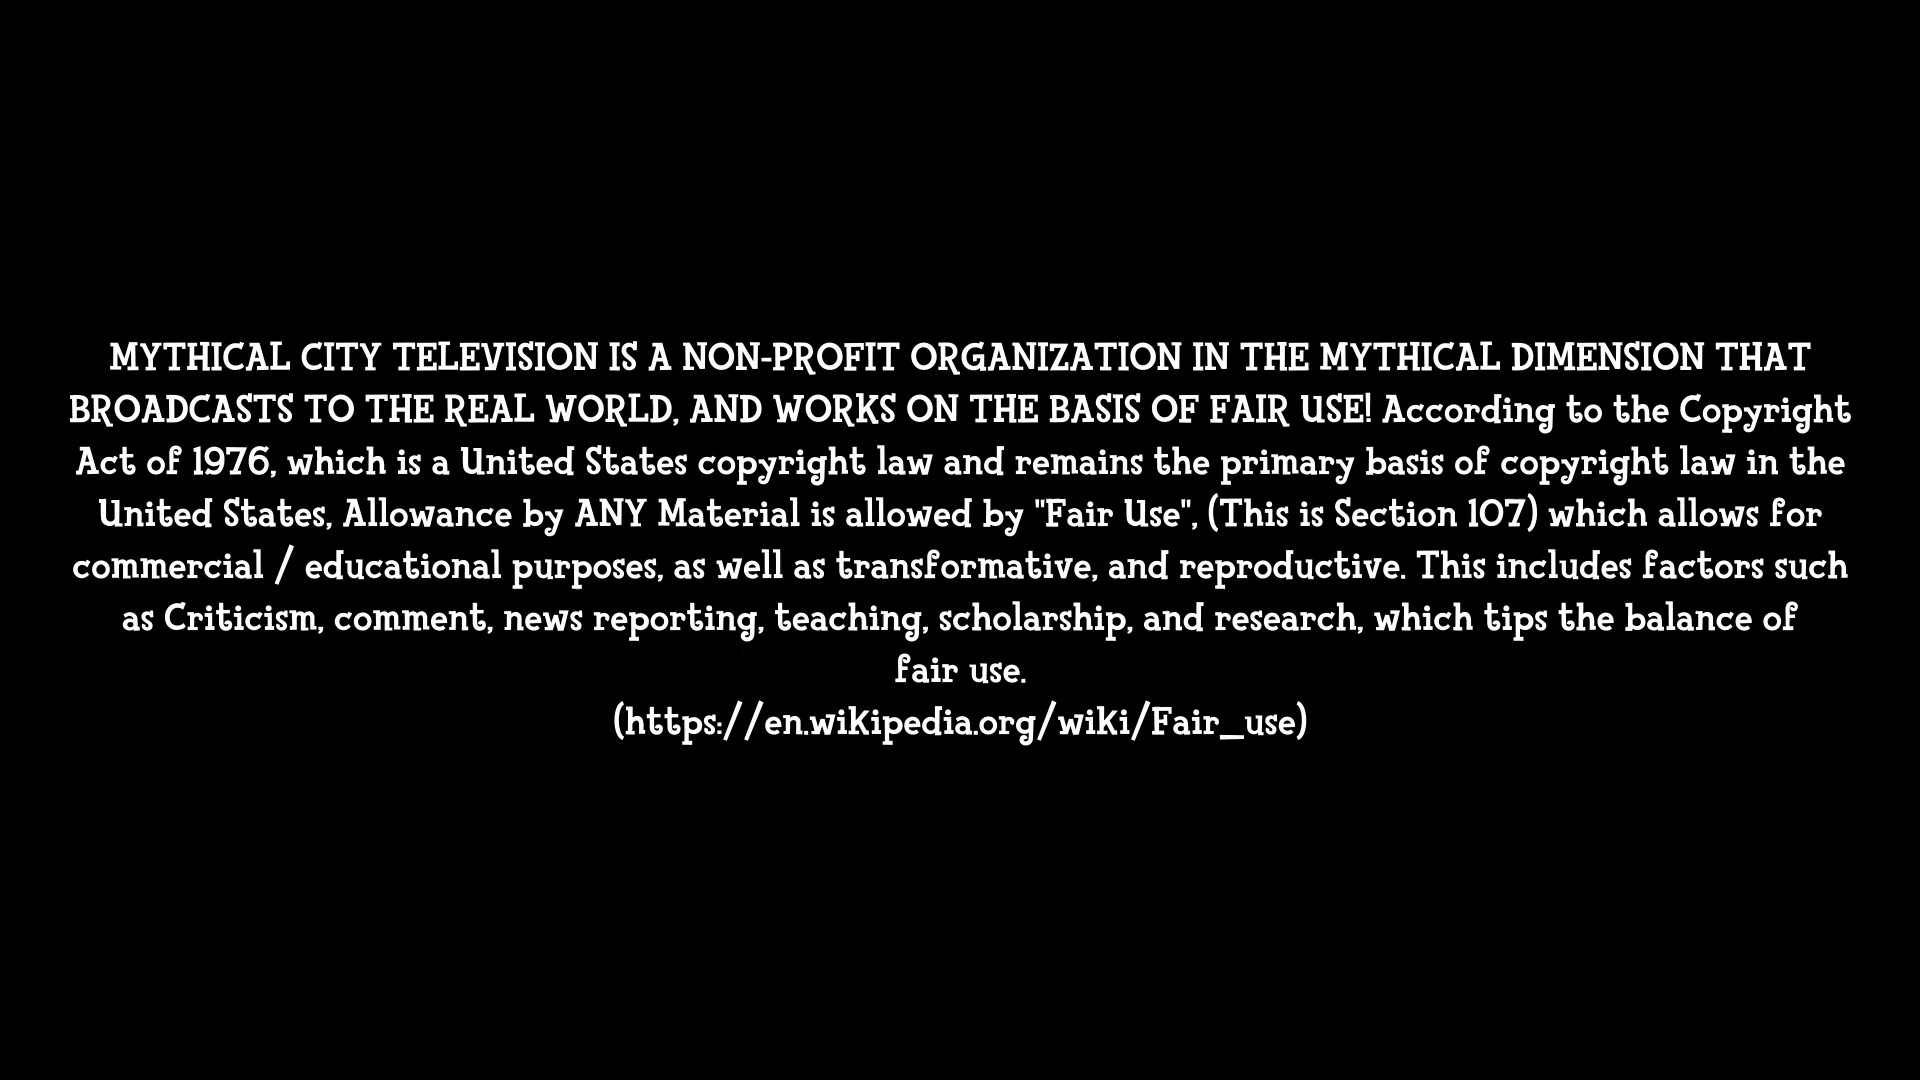 MYTHICAL CITY TELEVISION IS A NON-PROFIT ORGANIZATION IN THE MYTHICAL DIMENSION THAT
BROADCASTS TO THE REAL WORLD, AND WORKS ON THE BASIS OF FAIR USE! According to the Copyright
Act of 1976, which is a United States copyright law and remains the primary basis of copyright law in the
United States, Allowance by ANY Material is allowed by "Fair Use", (This is Section 107) which allows for
commercial / educational purposes, as well as transformative, and reproductive. This includes factors such
as Criticism, comment, news reporting, teaching, scholarship, and research, which tips the balance of
fair use.
(https://en.wikipedia.org/wiki/Fair_use)